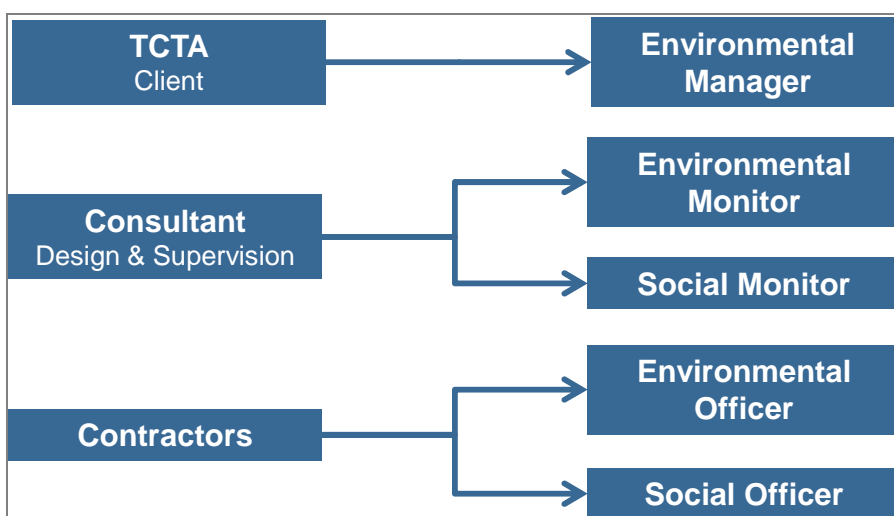 TCTA
Client
Environmental
Manager
Consultant
Design & Supervision
Environmental
Monitor
Social Monitor
Contractors
Environmental
Officer
Social Officer